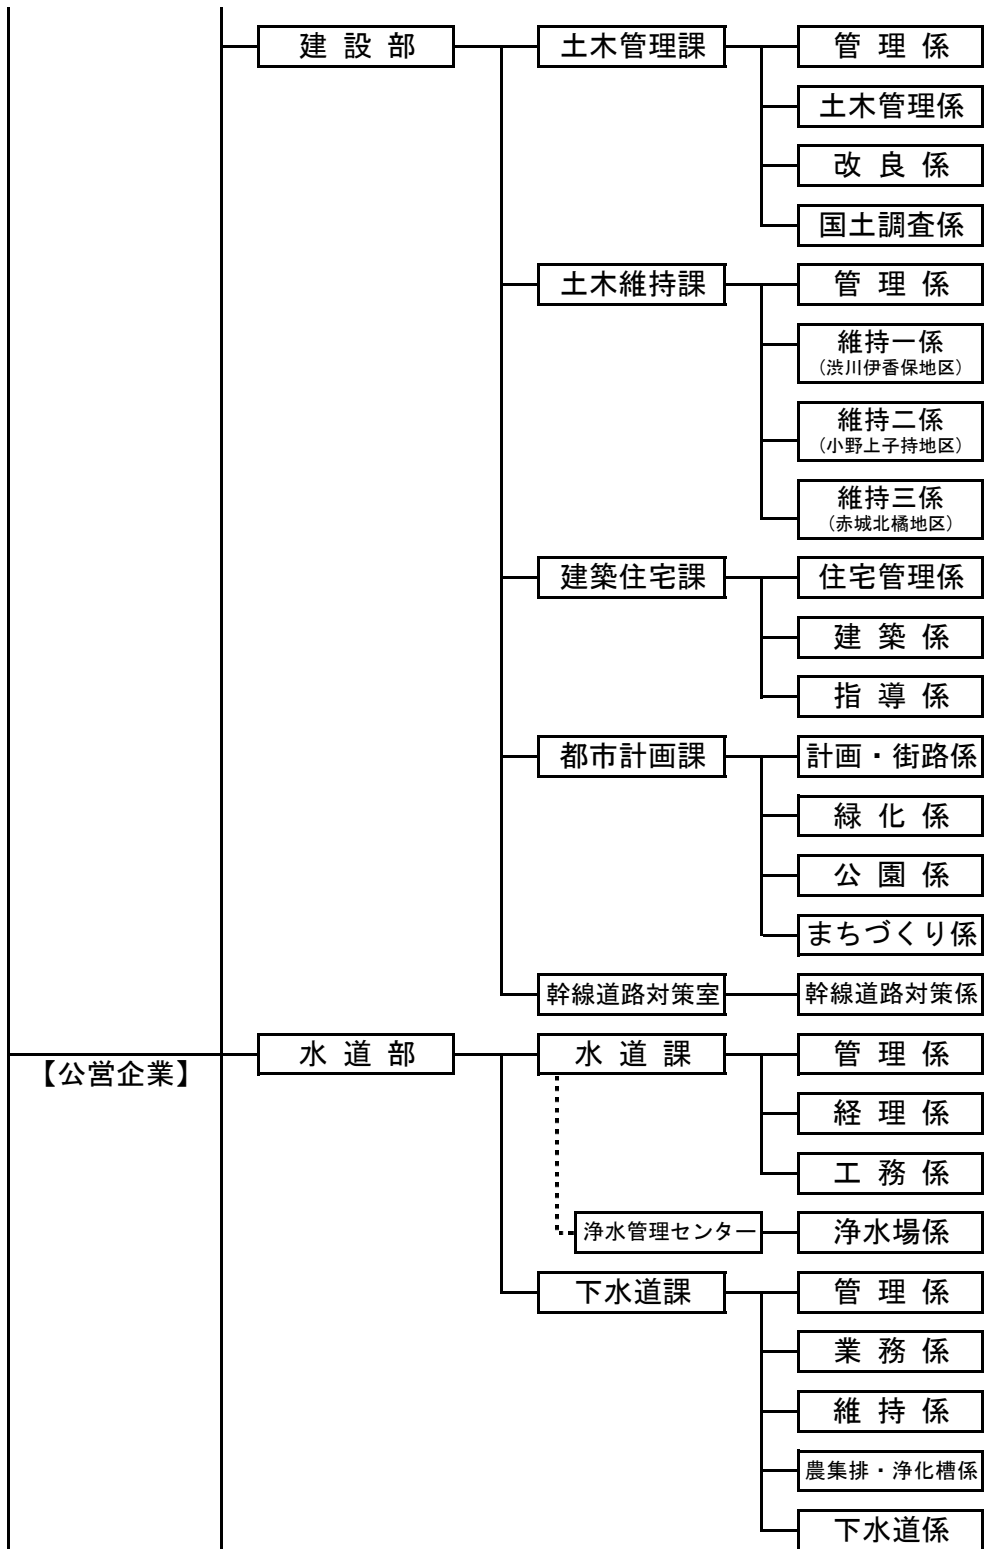 建設部
土木管理課
管理係
土木管理係
改良係
国土調査係
土木維持課
管理係
維持一係
（渋川伊香保地区）
維持二係
（小野上子持地区）
維持三係
（赤城北橘地区）
建築住宅課
住宅管理係
建築係
指導係
都市計画課
計画・街路係
緑化係
公園係
まちづくり係
幹線道路対策室
幹線道路対策係
【公営企業】
水道部
水道課
管理係
経理係
工務係
浄水管理センター
浄水場係
下水道課
管理係
業務係
維持係
農集排・浄化槽係
下水道係